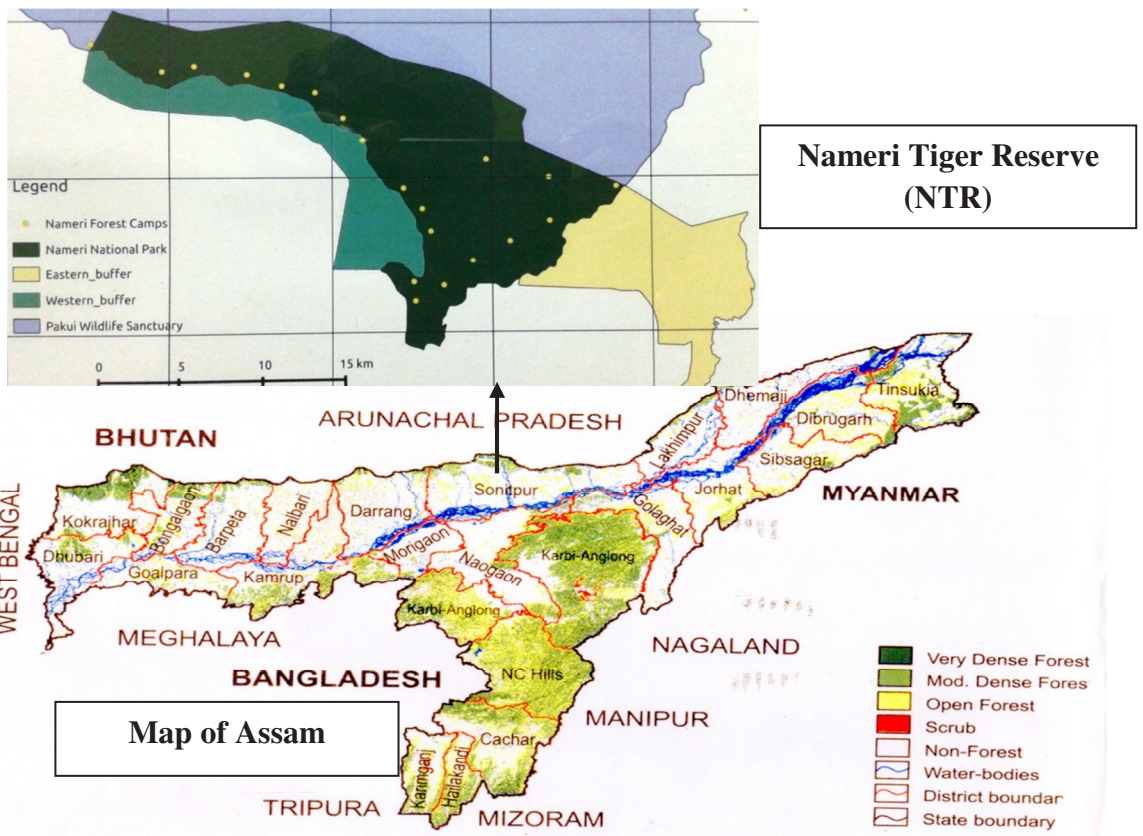 Nameri Tiger Reserve
(NTR)
Legend
Nameri Forest Camps
Nameri National Park
Eastern_buffer
Western_buffer
Pakui Wildlife Sanctuary
0
5
10
15 km
ARUNACHAL PRADESH
BHUTAN
WEST BENGAL
Kokrajhar
Dhubari
Bongaigaon
Barpeta
Nalbari
Darrang
Sonitpur
Lakhimpur
Dhemaji
Tinsukia
Dibrugarh
Sibsagar
Jorhat
Golaghat
MYANMAR
Goalpara
Kamrup
Morigaon
Naogaon
Karbi-Anglong
Karbi-Anglong
MEGHALAYA
NAGALAND
BANGLADESH
NC Hills
MANIPUR
Map of Assam
Cachar
Karimganj
Hailakandi
TRIPURA
MIZORAM
Very Dense Forest
Mod. Dense Fores
Open Forest
Scrub
Non-Forest
Water-bodies
District boundar
State boundary